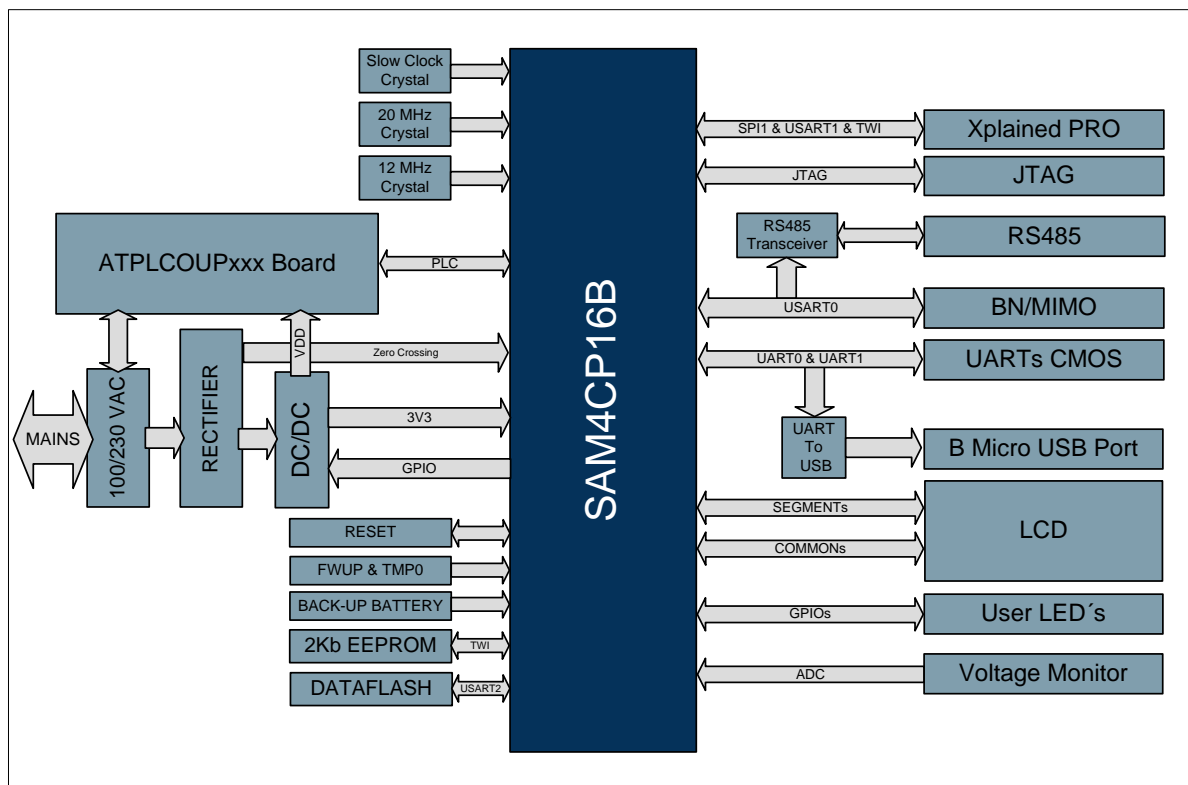 Slow Clock
Crystal
20 MHz
Crystal
12 MHz
Crystal
ATPLCOUPxxx Board
PLC
VDD
Zero Crossing
MAINS
100/230 VAC
RECTIFIER
DC/DC
3V3
GPIO
RESET
FWUP & TMP0
BACK-UP BATTERY
2Kb EEPROM
TWI
DATAFLASH
USART2
SAM4CP16B
SPI1 & USART1 & TWI
Xplained PRO
JTAG
JTAG
RS485
Transceiver
RS485
USART0
BN/MIMO
UART0 & UART1
UARTs CMOS
UART
To
USB
B Micro USB Port
SEGMENTs
COMMONs
LCD
GPIOs
User LED´s
ADC
Voltage Monitor